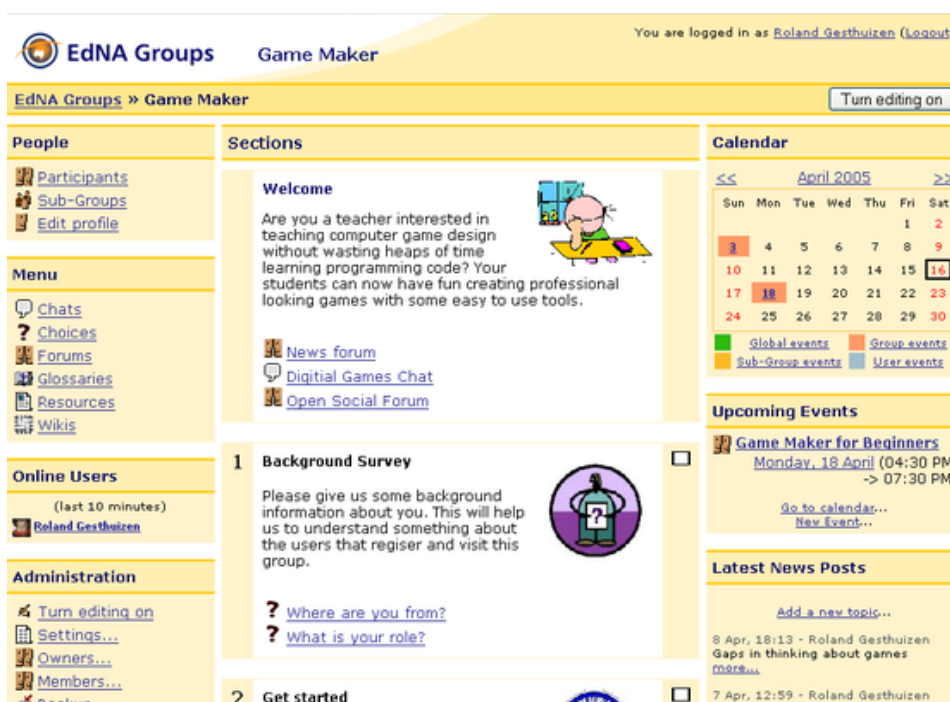 EdNA Groups
Game Maker
You are logged in as Roland Gesthuizen (Logout
EdNA Groups » Game Maker
Turn editing on
People
Participants
Sub-Groups
Edit profile
Menu
Chats
? Choices
Forums
Glossaries
Resources
Wikis
Online Users
(last 10 minutes)
Roland Gesthuizen
Administration
Turn editing on
Settings...
Owners...
Members...
Sections
Welcome
Are you a teacher interested in
teaching computer game design
without wasting heaps of time
learning programming code? Your
students can now have fun creating professional
looking games with some easy to use tools.
News forum
Digitial Games Chat
Open Social Forum
1 Background Survey
Please give us some background
information about you. This will help
us to understand something about
the users that regiser and visit this
group.
?
? Where are you from?
? What is your role?
2 Get started
Calendar
<< April 2005 >>
Sun Mon Tue Wed Thu Fri Sat
1 2
3 4 5 6 7 8 9
10 11 12 13 14 15 16
17 18 19 20 21 22 23
24 25 26 27 28 29 30
Global events Group events
Sub-Group events User events
Upcoming Events
Game Maker for Beginners
Monday, 18 April (04:30 PM
-> 07:30 PM
Go to calendar...
New Event...
Latest News Posts
Add a new topic...
8 Apr, 18:13 - Roland Gesthuizen
Gaps in thinking about games
more...
7 Apr, 12:59 - Roland Gesthuizen